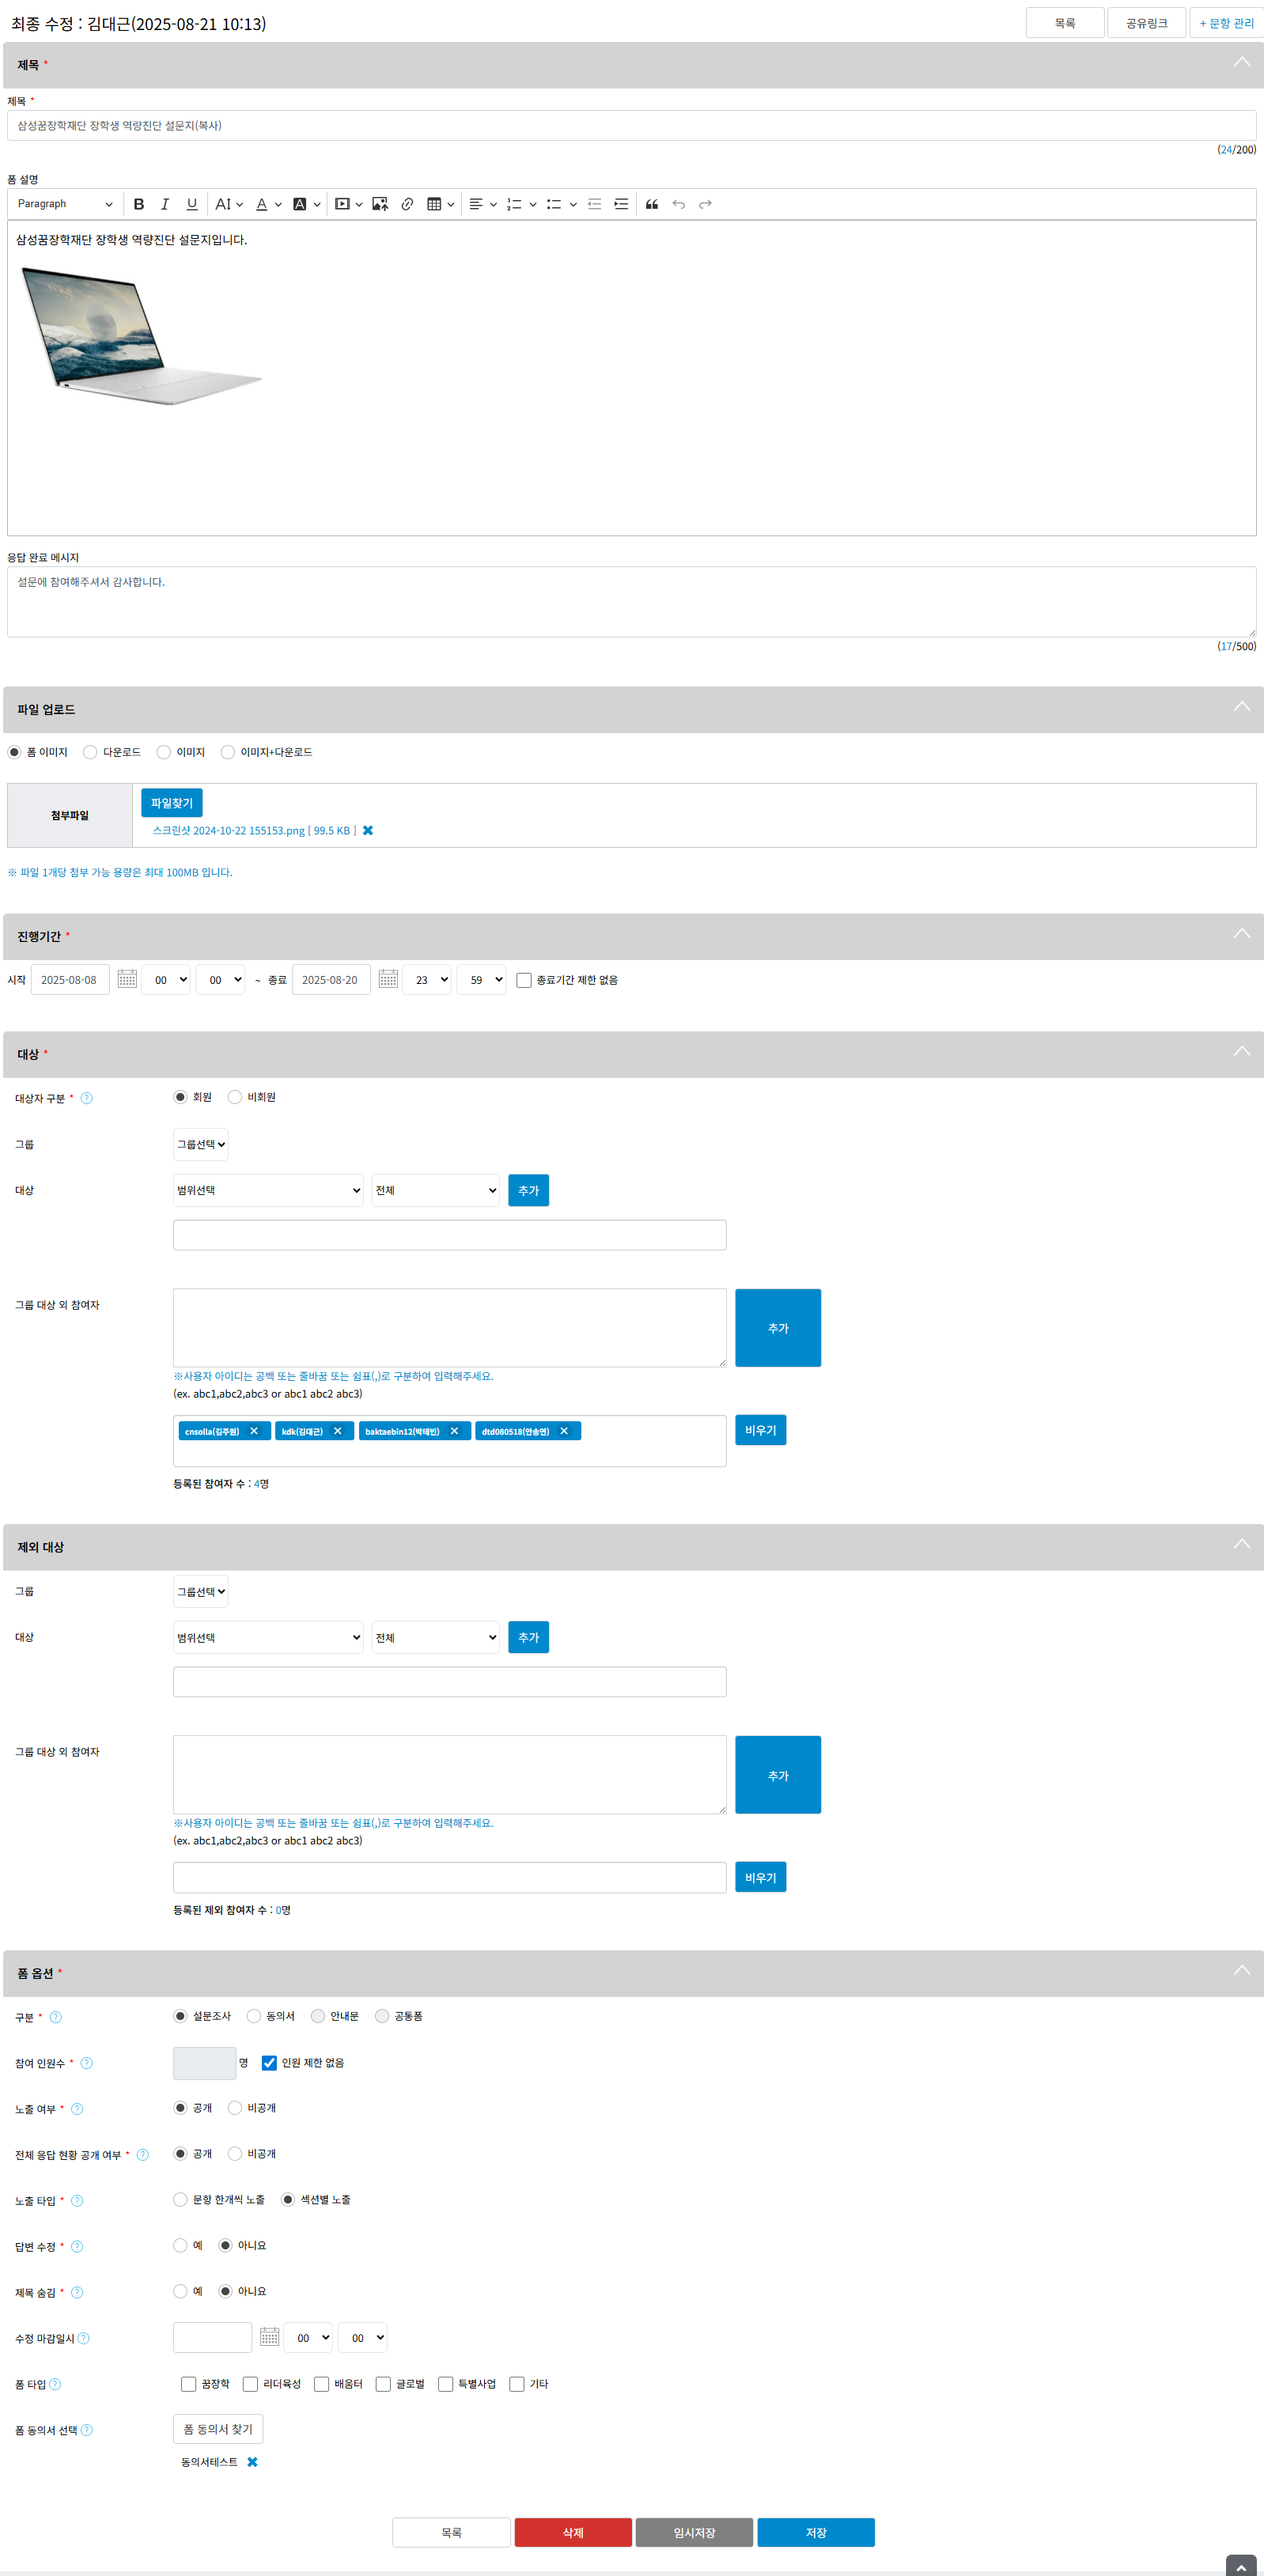 최종 수정 : 김대근(2025-08-21 10:13)
목록 공유링크 + 문항 관리
제목 *
제목 *
삼성꿈장학재단 장학생 역량진단 설문지(복사)
(24/200)
폼 설명
Paragraph
삼성꿈장학재단 장학생 역량진단 설문지입니다.
응답 완료 메시지
설문에 참여해주셔서 감사합니다.
(17/500)
파일 업로드
폼 이미지 다운로드 이미지 이미지+다운로드
첨부파일
파일찾기
스크린샷 2024-10-22 155153.png [ 99.5 KB ]
※ 파일 1개당 첨부 가능 용량은 최대 100MB 입니다.
진행기간 *
시작 2025-08-08 00 00 ~ 종료 2025-08-20 23 59 종료기간 제한 없음
대상 *
대상자 구분 * ? 회원 비회원
그룹 그룹선택
대상 범위선택 전체 추가
그룹 대상 외 참여자 추가
※사용자 아이디는 공백 또는 줄바꿈 또는 쉼표(,)로 구분하여 입력해주세요.
(ex. abc1,abc2,abc3 or abc1 abc2 abc3)
cnsolla(김주원) kdk(김대근) baktaebin12(박태빈) dtd080518(안송연) 비우기
등록된 참여자 수 : 4명
제외 대상
그룹 그룹선택
대상 범위선택 전체 추가
그룹 대상 외 참여자 추가
※사용자 아이디는 공백 또는 줄바꿈 또는 쉼표(,)로 구분하여 입력해주세요.
(ex. abc1,abc2,abc3 or abc1 abc2 abc3)
비우기
등록된 제외 참여자 수 : 0명
폼 옵션 *
구분 * ? 설문조사 동의서 안내문 공통폼
참여 인원수 * ? 명 인원 제한 없음
노출 여부 * ? 공개 비공개
전체 응답 현황 공개 여부 * ? 공개 비공개
노출 타입 * ? 문항 한개씩 노출 섹션별 노출
답변 수정 * ? 예 아니요
제목 숨김 * ? 예 아니요
수정 마감일시 ? 00 00
폼 타입 ? 꿈장학 리더육성 배움터 글로벌 특별사업 기타
폼 동의서 선택 ? 폼 동의서 찾기
동의서테스트
목록 삭제 임시저장 저장